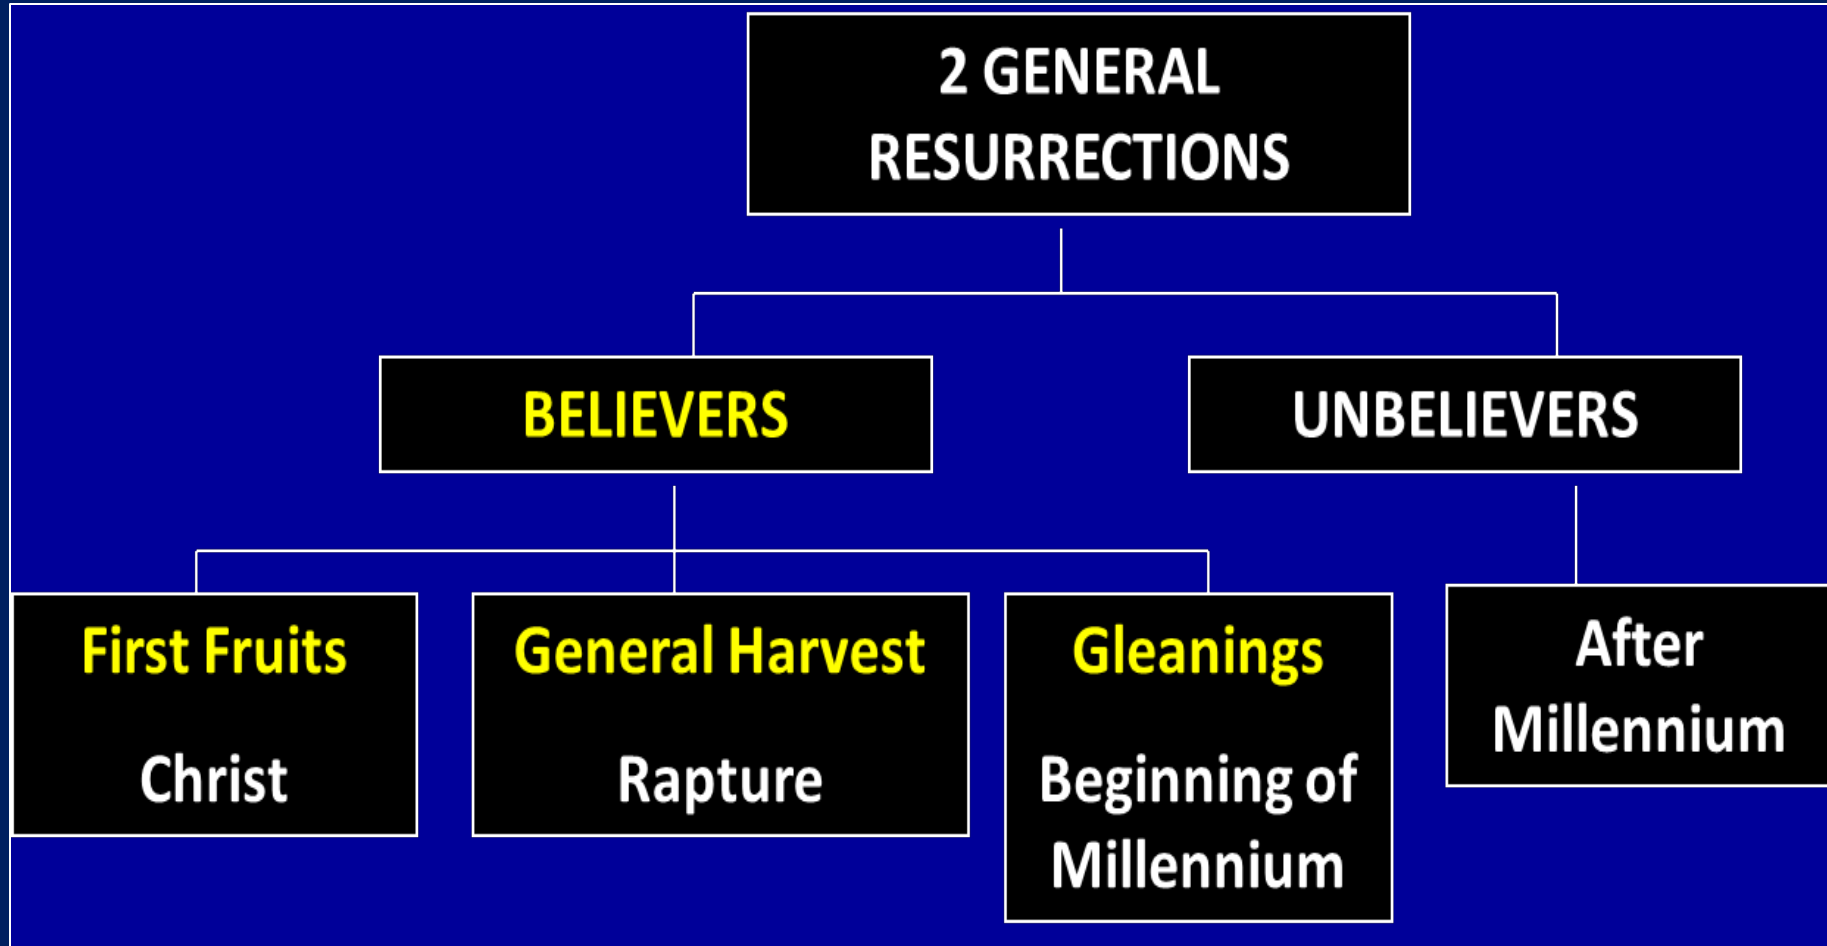 2 GENERAL
RESURRECTIONS
BELIEVERS
UNBELIEVERS
First Fruits
Christ
General Harvest
Rapture
Gleanings
Beginning of
Millennium
After
Millennium